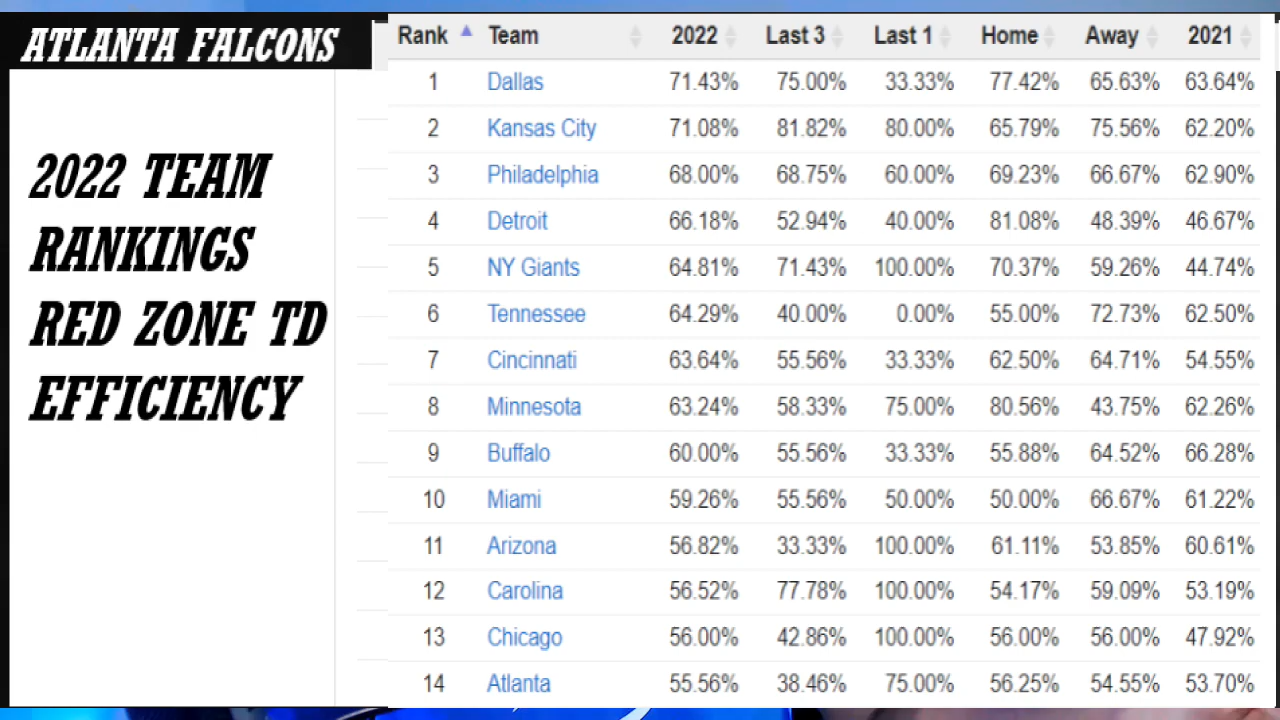 ATLANTA FALCONS
2022 TEAM
RANKINGS
RED ZONE TD
EFFICIENCY
Rank Team 2022 Last 3 Last 1 Home Away 2021
1 Dallas 71.43% 75.00% 33.33% 77.42% 65.63% 63.64%
2 Kansas City 71.08% 81.82% 80.00% 65.79% 75.56% 62.20%
3 Philadelphia 68.00% 68.75% 60.00% 69.23% 66.67% 62.90%
4 Detroit 66.18% 52.94% 40.00% 81.08% 48.39% 46.67%
5 NY Giants 64.81% 71.43% 100.00% 70.37% 59.26% 44.74%
6 Tennessee 64.29% 40.00% 0.00% 55.00% 72.73% 62.50%
7 Cincinnati 63.64% 55.56% 33.33% 62.50% 64.71% 54.55%
8 Minnesota 63.24% 58.33% 75.00% 80.56% 43.75% 62.26%
9 Buffalo 60.00% 55.56% 33.33% 55.88% 64.52% 66.28%
10 Miami 59.26% 55.56% 50.00% 50.00% 66.67% 61.22%
11 Arizona 56.82% 33.33% 100.00% 61.11% 53.85% 60.61%
12 Carolina 56.52% 77.78% 100.00% 54.17% 59.09% 53.19%
13 Chicago 56.00% 42.86% 100.00% 56.00% 56.00% 47.92%
14 Atlanta 55.56% 38.46% 75.00% 56.25% 54.55% 53.70%